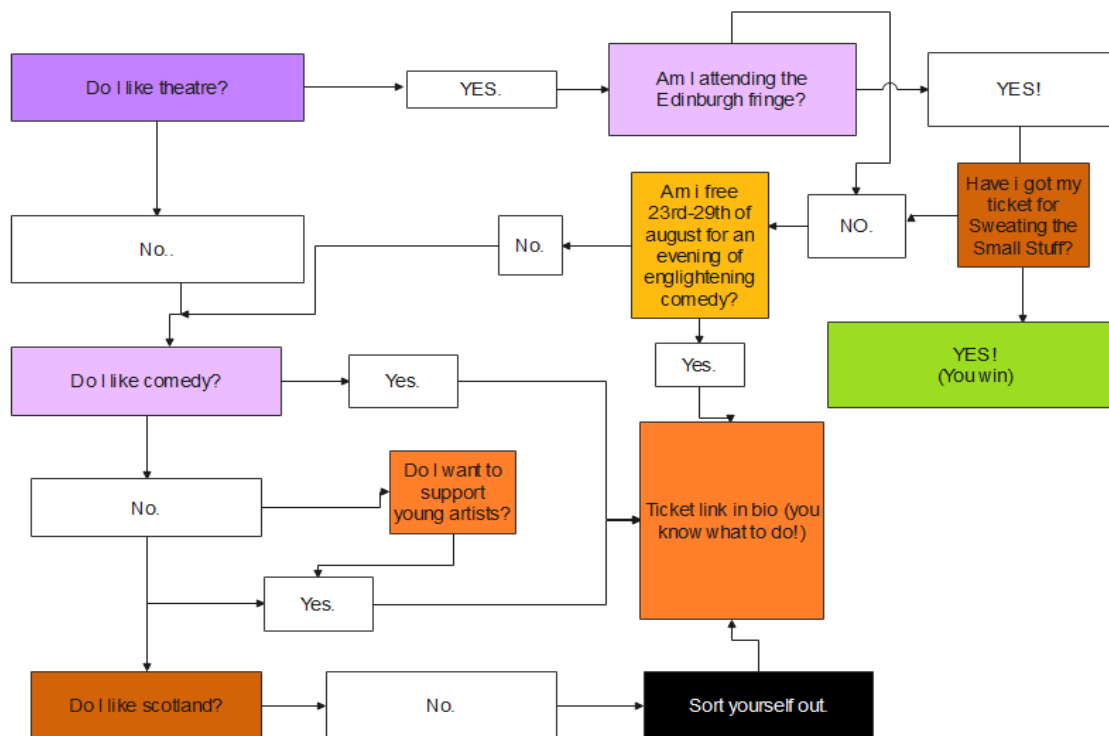 Do I like theatre?
YES.
Am I attending the
Edinburgh fringe?
YES!
No..
No.
Am i free
23rd-29th of
august for an
evening of
englightening
comedy?
NO.
Have i got my
ticket for
Sweating the
Small Stuff?
Do I like comedy?
Yes.
Yes.
YES!
(You win)
No.
Do I want to
support
young artists?
Ticket link in bio (you
know what to do!)
Yes.
Do I like scotland?
No.
Sort yourself out.